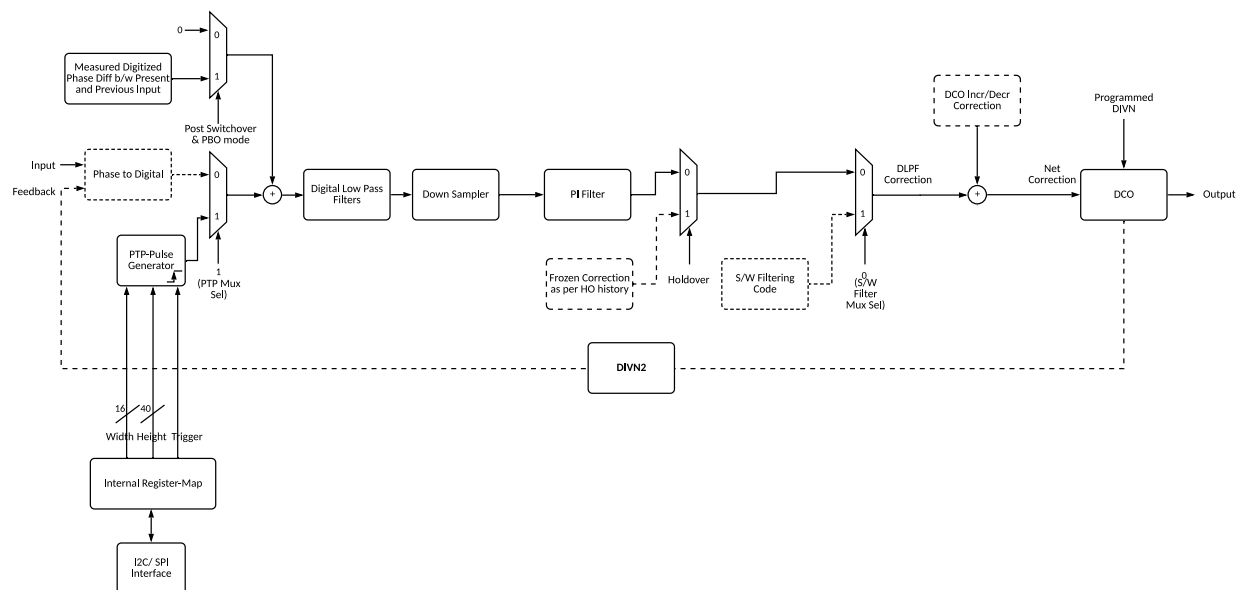 0
0
1
Measured Digitized
Phase Diff b/w Present
and Previous Input
Post Switchover
& PBO mode
Input
Feedback
Phase to Digital
0
1
PTP-Pulse
Generator
1
(PTP Mux
Sel)
+
Digital Low Pass
Filters
Down Sampler
PI Filter
0
1
Frozen Correction
as per HO history
Holdover
S/W Filtering
Code
0
1
0
(S/W
Filter
Mux Sel)
DLPF
Correction
DCO Incr/Decr
Correction
+
Net
Correction
Programmed
DIVN
DCO
Output
DIVN2
16
40
Width Height Trigger
Internal Register-Map
I2C/ SPI
Interface